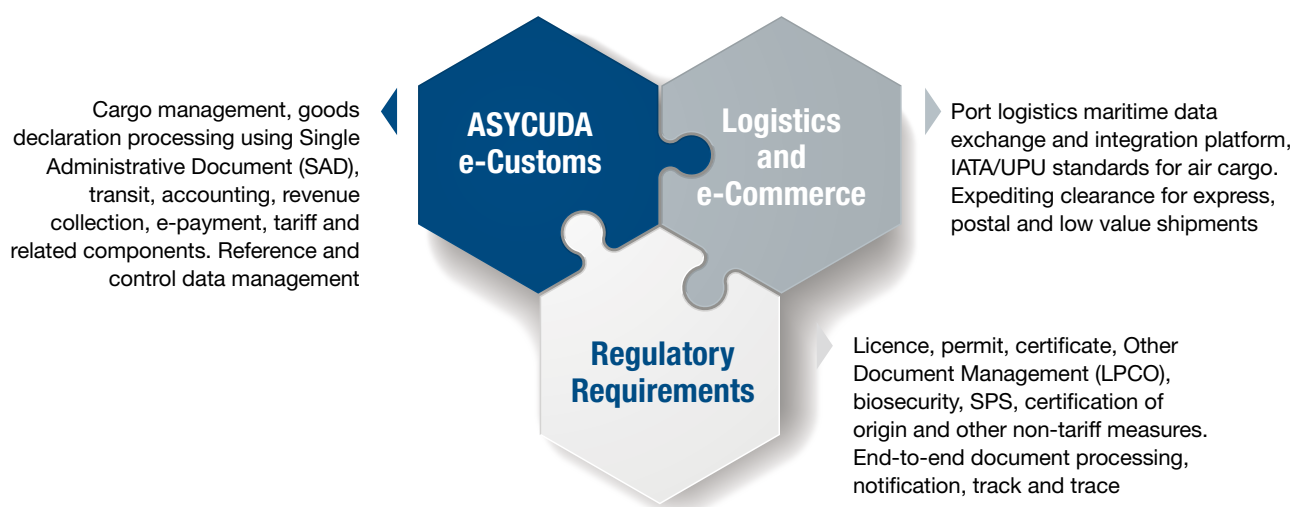 Cargo management, goods
declaration processing using Single
Administrative Document (SAD),
transit, accounting, revenue
collection, e-payment, tariff and
related components. Reference and
control data management
ASYCUDA
e-Customs
Logistics
and
e-Commerce
Port logistics maritime data
exchange and integration platform,
IATA/UPU standards for air cargo.
Expediting clearance for express,
postal and low value shipments
Regulatory
Requirements
Licence, permit, certificate, Other
Document Management (LPCO),
biosecurity, SPS, certification of
origin and other non-tariff measures.
End-to-end document processing,
notification, track and trace